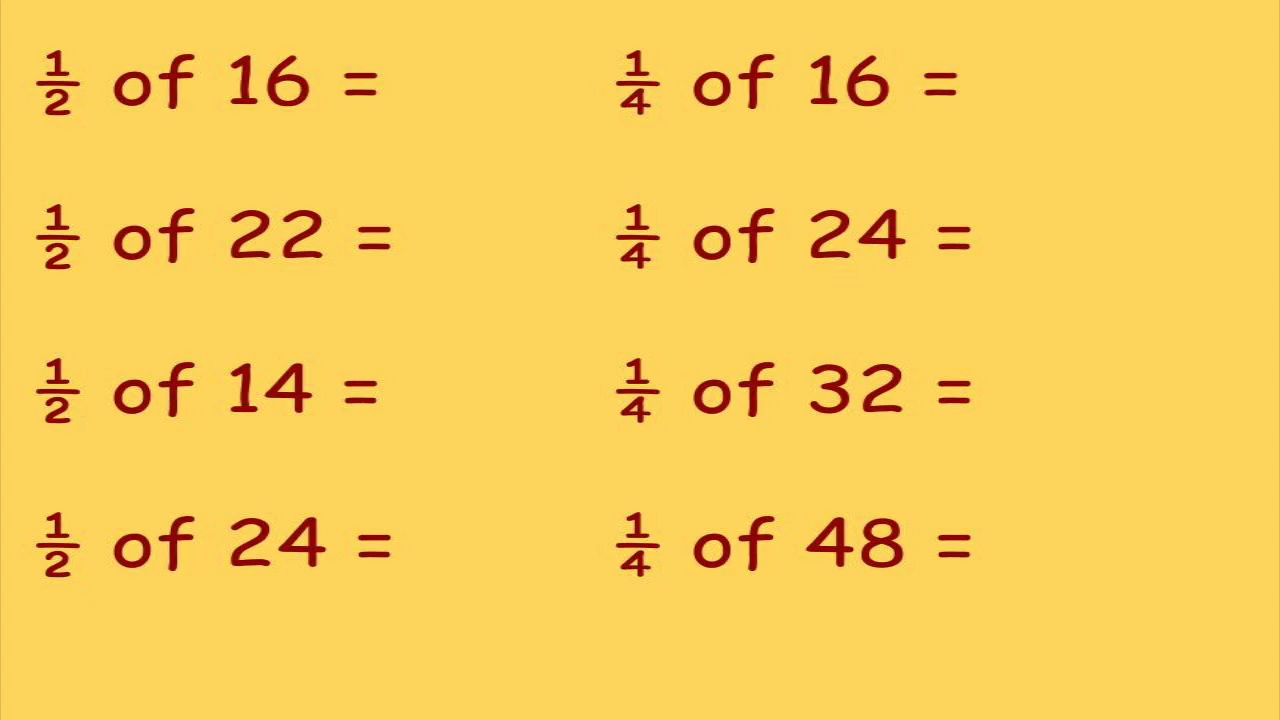 ½ of 16 =
¼ of 16 =
½ of 22 =
¼ of 24 =
½ of 14 =
¼ of 32 =
½ of 24 =
¼ of 48 =